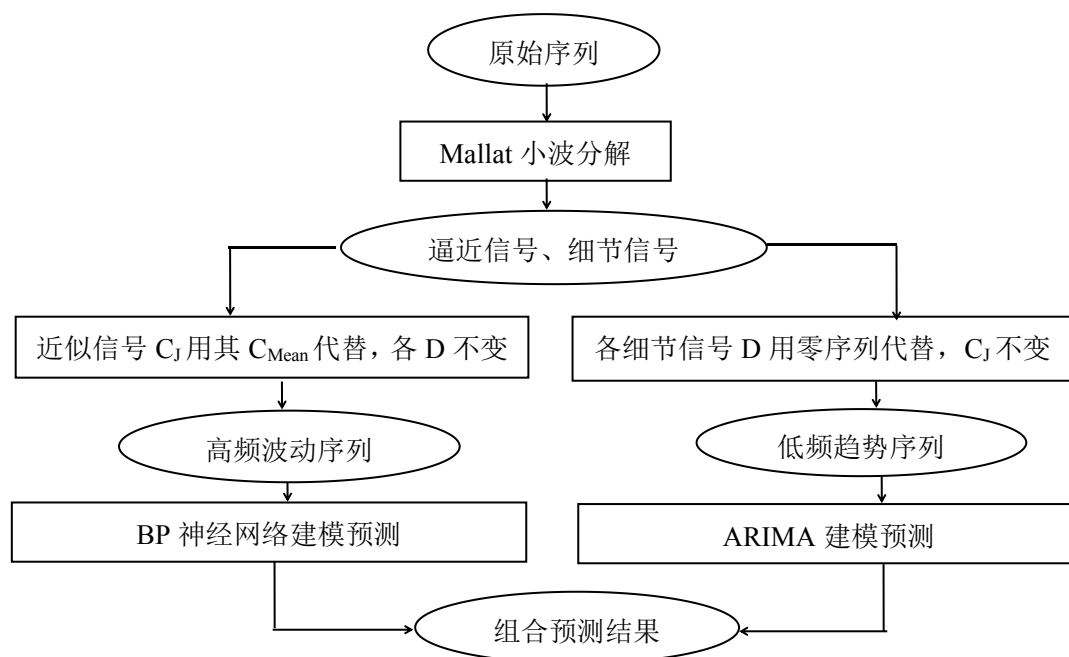 原始序列
Mallat 小波分解
逼近信号、细节信号
近似信号 CJ 用其 CMean 代替，各 D 不变
各细节信号 D 用零序列代替，CJ 不变
高频波动序列
低频趋势序列
BP 神经网络建模预测
ARIMA 建模预测
组合预测结果